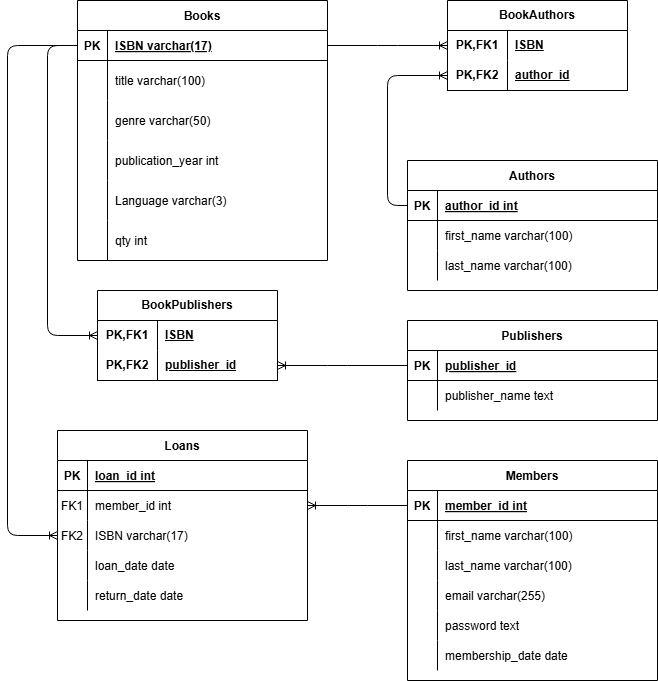 Books
PK ISBN varchar(17)
title varchar(100)
genre varchar(50)
publication_year int
Language varchar(3)
qty int
BookAuthors
PK,FK1 ISBN
PK,FK2 author_id
Authors
PK author_id int
first_name varchar(100)
last_name varchar(100)
BookPublishers
PK,FK1 ISBN
PK,FK2 publisher_id
Publishers
PK publisher_id
publisher_name text
Loans
PK loan_id int
FK1 member_id int
FK2 ISBN varchar(17)
loan_date date
return_date date
Members
PK member_id int
first_name varchar(100)
last_name varchar(100)
email varchar(255)
password text
membership_date date